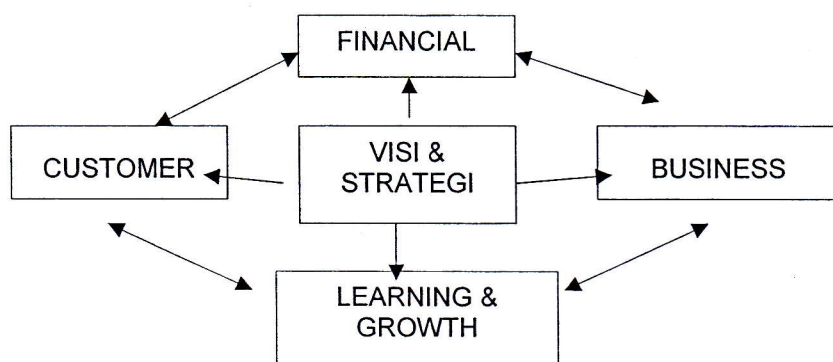 FINANCIAL
CUSTOMER
VISI &
STRATEGI
BUSINESS
LEARNING &
GROWTH